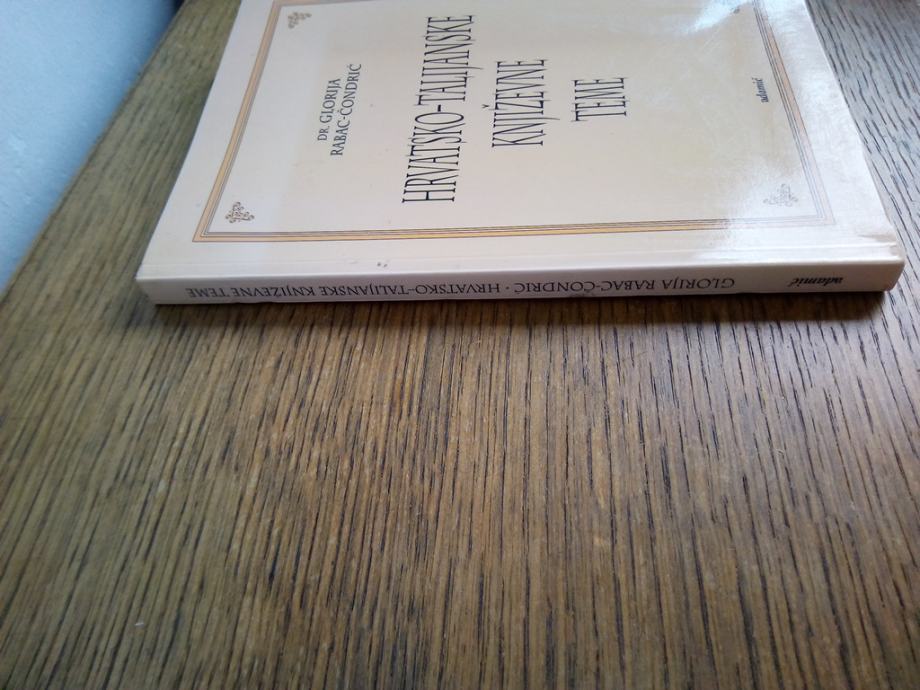 DR. GLORIJA
RABAC-ČONDRIĆ
HRVATSKO-TALIJANSKE
KNJIŽEVNE
TEME
adamić
GLORIJA RABAC-ČONDRIĆ · HRVATSKO-TALIJANSKE KNJIŽEVNE TEME
adamić